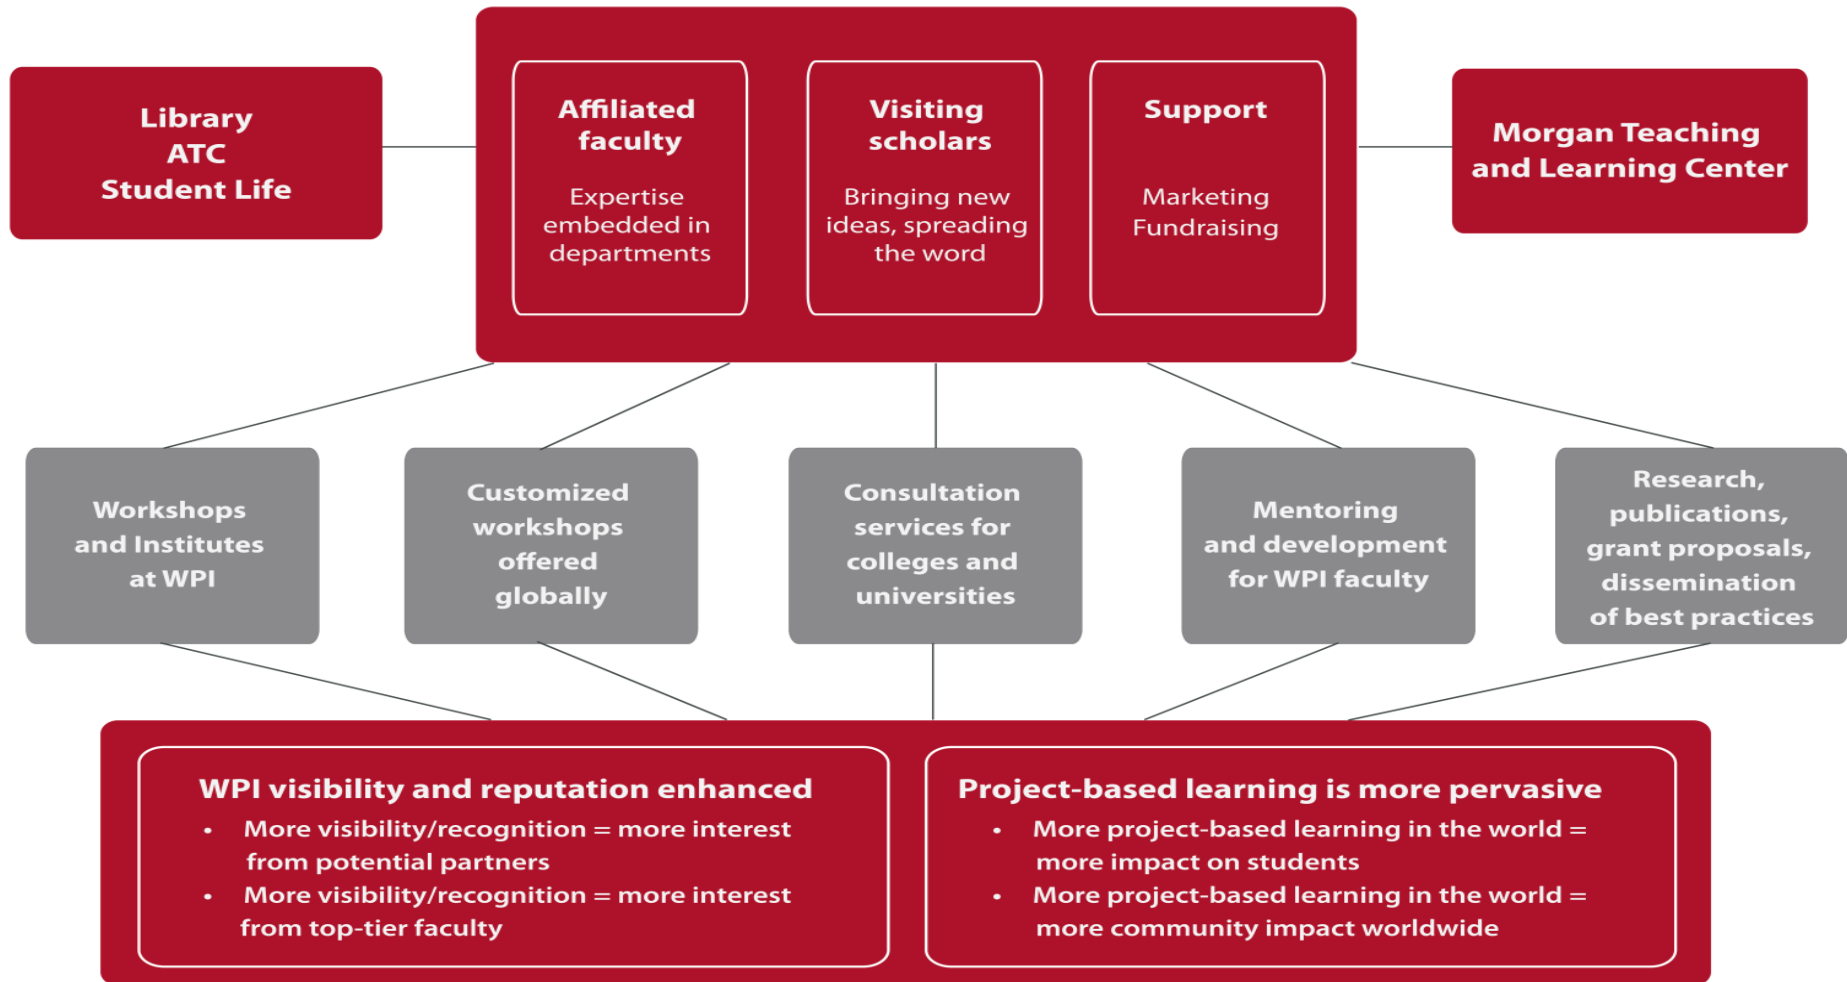 Library
ATC
Student Life
Affiliated
faculty
Expertise
embedded in
departments
Visiting
scholars
Bringing new
ideas, spreading
the word
Support
Marketing
Fundraising
Morgan Teaching
and Learning Center
Workshops
and Institutes
at WPI
Customized
workshops
offered
globally
Consultation
services for
colleges and
universities
Mentoring
and development
for WPI faculty
Research,
publications,
grant proposals,
dissemination
of best practices
WPI visibility and reputation enhanced
• More visibility/recognition = more interest
from potential partners
• More visibility/recognition = more interest
from top-tier faculty
Project-based learning is more pervasive
• More project-based learning in the world =
more impact on students
• More project-based learning in the world =
more community impact worldwide